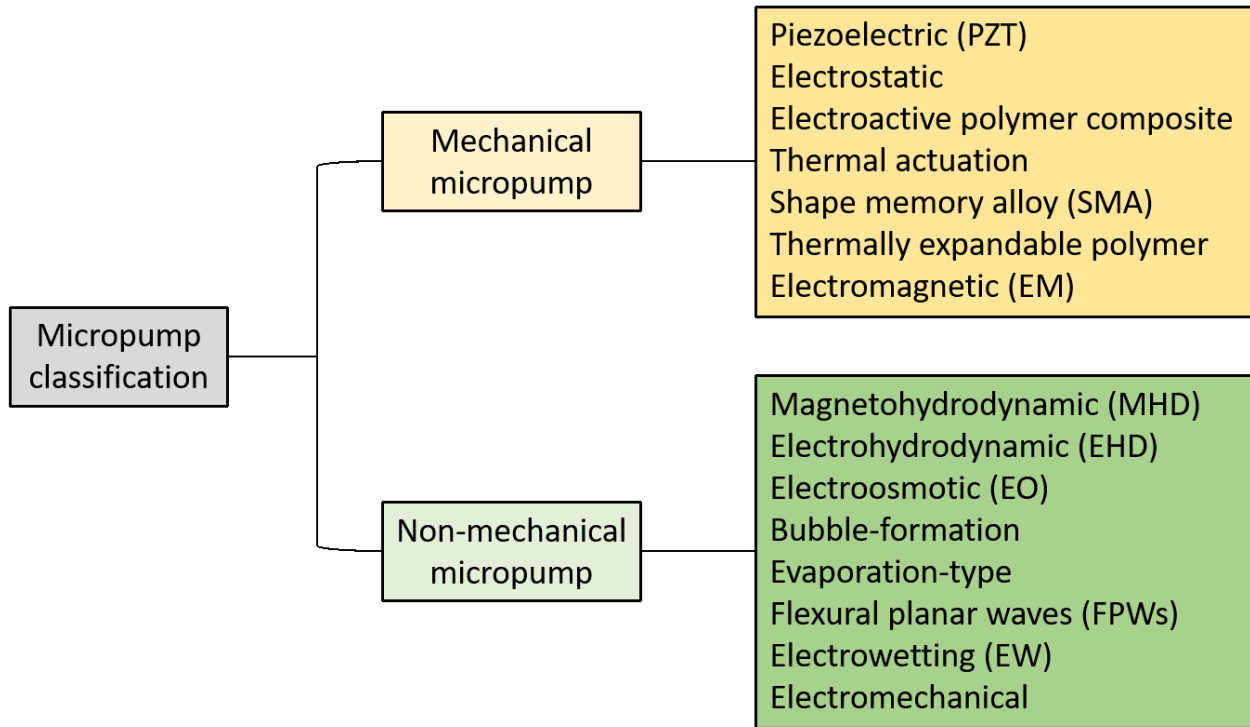 Micropump
classification
Mechanical
micropump
Piezoelectric (PZT)
Electrostatic
Electroactive polymer composite
Thermal actuation
Shape memory alloy (SMA)
Thermally expandable polymer
Electromagnetic (EM)
Non-mechanical
micropump
Magnetohydrodynamic (MHD)
Electrohydrodynamic (EHD)
Electroosmotic (EO)
Bubble-formation
Evaporation-type
Flexural planar waves (FPWs)
Electrowetting (EW)
Electromechanical